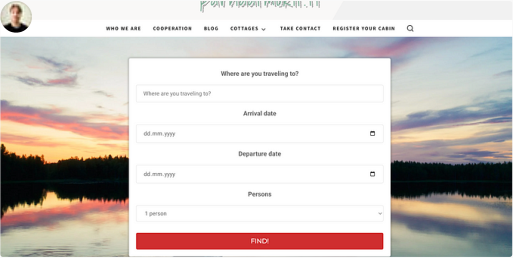 WHO WE ARE COOPERATION BLOG COTTAGES TAKE CONTACT REGISTER YOUR CABIN
Where are you traveling to?
Where are you traveling to?
Arrival date
dd.mm.yyyy
Departure date
dd.mm.yyyy
Persons
1 person
FIND!